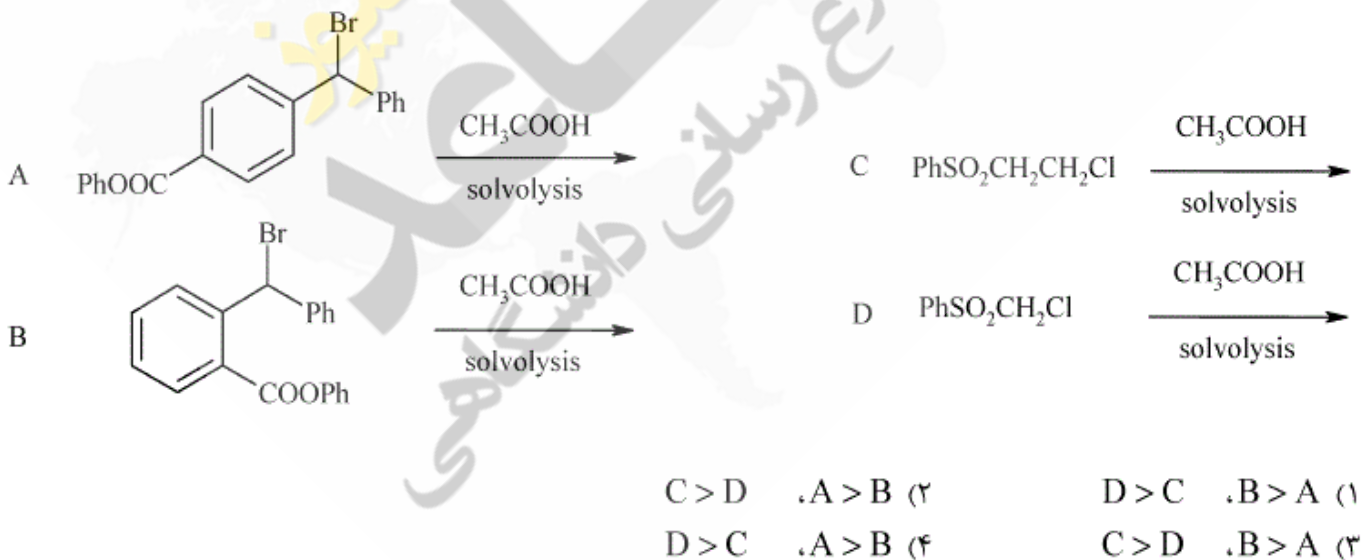 Br
Ph
PhOOC
A
CH₃COOH
solvolysis
C PhSO₂CH₂CH₂Cl
CH₃COOH
solvolysis
Br
Ph
COOPh
B
CH₃COOH
solvolysis
D PhSO₂CH₂Cl
CH₃COOH
solvolysis
۱) B > A، D > C
۲) A > B، C > D
۳) B > A، C > D
۴) A > B، D > C